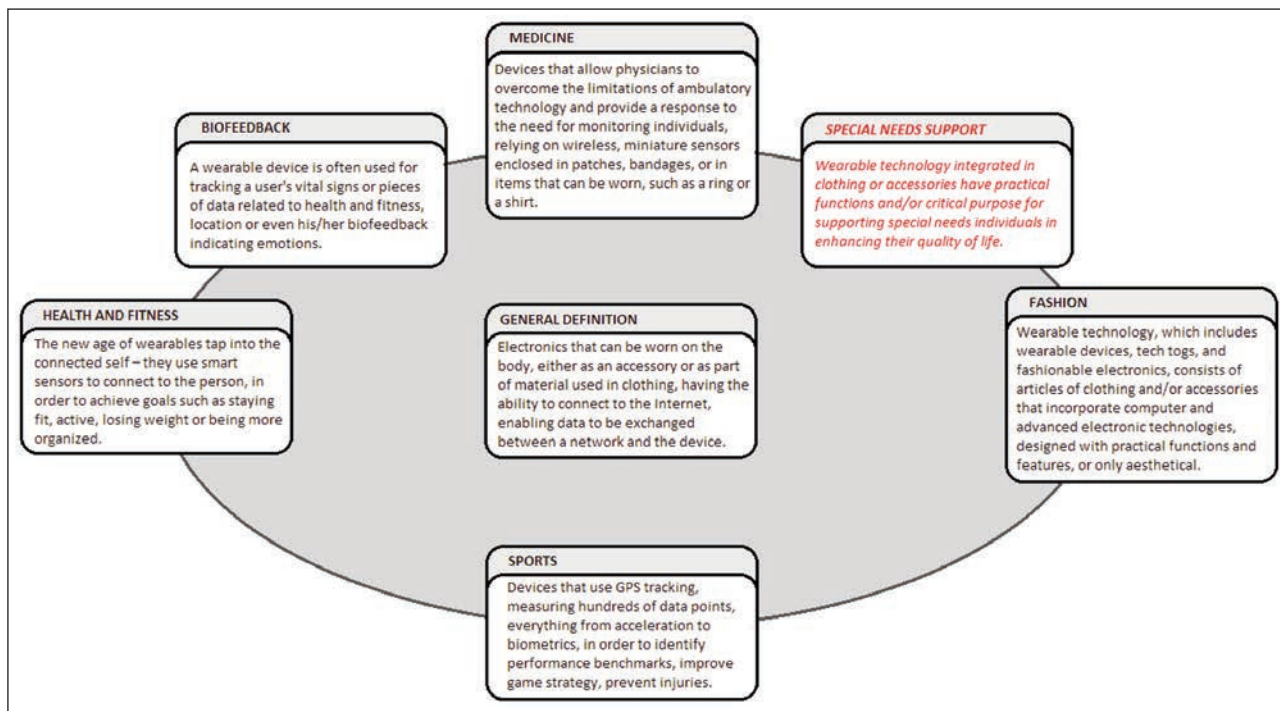 MEDICINE
Devices that allow physicians to
overcome the limitations of ambulatory
technology and provide a response to
the need for monitoring individuals,
relying on wireless, miniature sensors
enclosed in patches, bandages, or in
items that can be worn, such as a ring or
a shirt.
BIOFEEDBACK
A wearable device is often used for
tracking a user's vital signs or pieces
of data related to health and fitness,
location or even his/her biofeedback
indicating emotions.
SPECIAL NEEDS SUPPORT
Wearable technology integrated in
clothing or accessories have practical
functions and/or critical purpose for
supporting special needs individuals in
enhancing their quality of life.
HEALTH AND FITNESS
The new age of wearables tap into the
connected self – they use smart
sensors to connect to the person, in
order to achieve goals such as staying
fit, active, losing weight or being more
organized.
GENERAL DEFINITION
Electronics that can be worn on the
body, either as an accessory or as part
of material used in clothing, having the
ability to connect to the Internet,
enabling data to be exchanged
between a network and the device.
FASHION
Wearable technology, which includes
wearable devices, tech togs, and
fashionable electronics, consists of
articles of clothing and/or accessories
that incorporate computer and
advanced electronic technologies,
designed with practical functions and
features, or only aesthetical.
SPORTS
Devices that use GPS tracking,
measuring hundreds of data points,
everything from acceleration to
biometrics, in order to identify
performance benchmarks, improve
game strategy, prevent injuries.